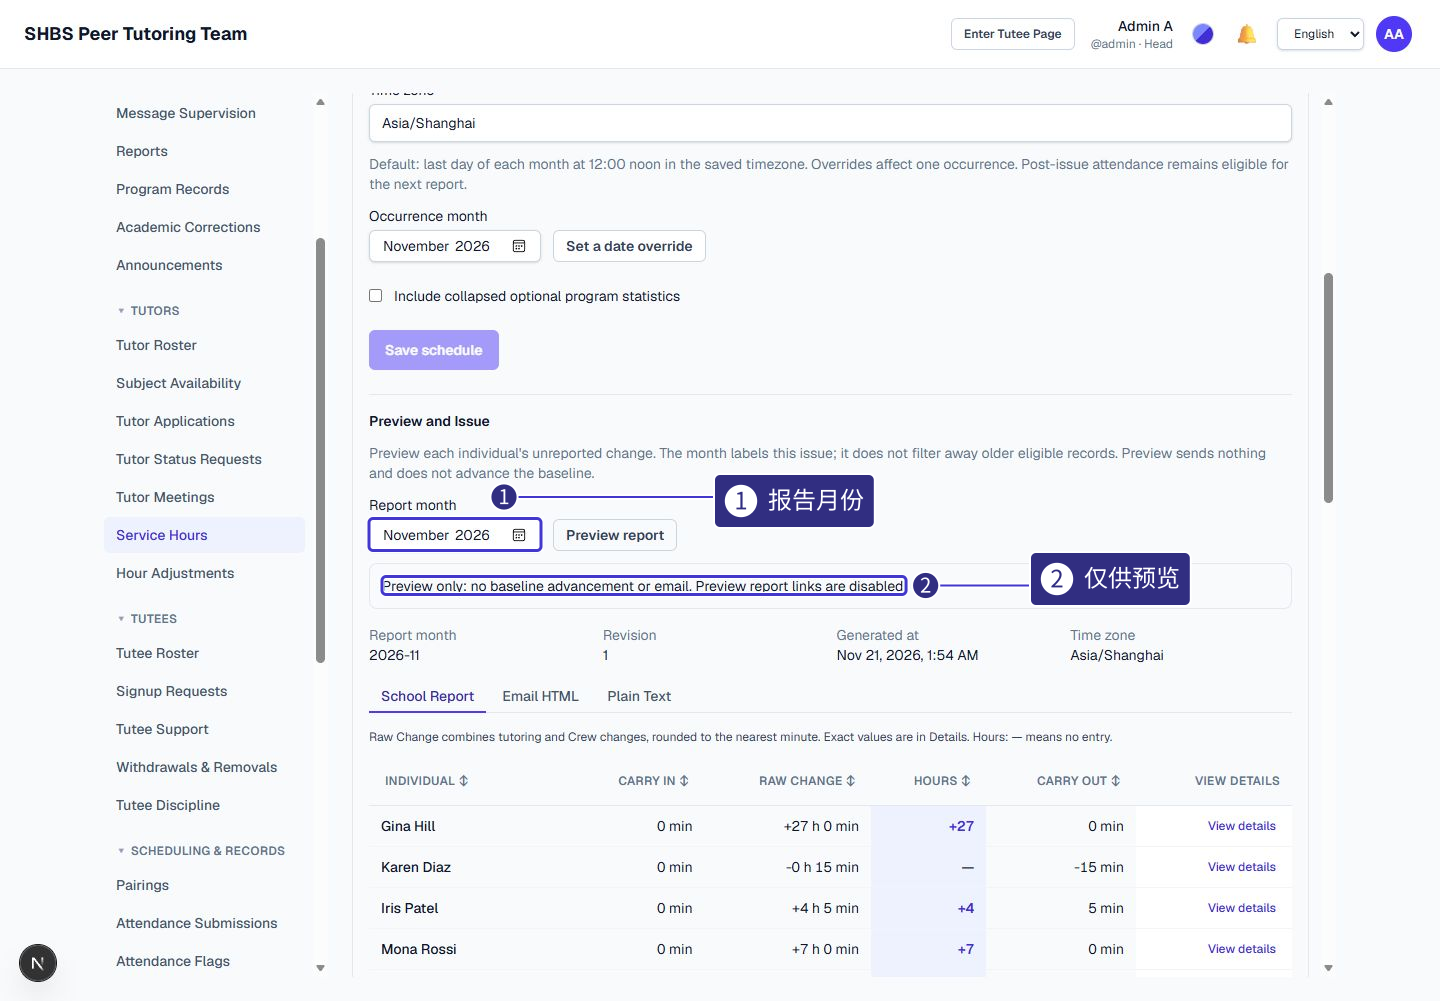 SHBS Peer Tutoring Team
Enter Tutee Page
Admin A
@admin · Head
English
AA
Message Supervision
Reports
Program Records
Academic Corrections
Announcements
TUTORS
Tutor Roster
Subject Availability
Tutor Applications
Tutor Status Requests
Tutor Meetings
Service Hours
Hour Adjustments
TUTEES
Tutee Roster
Signup Requests
Tutee Support
Withdrawals & Removals
Tutee Discipline
SCHEDULING & RECORDS
Pairings
Attendance Submissions
Attendance Flags
N
Time zone
Asia/Shanghai
Default: last day of each month at 12:00 noon in the saved timezone. Overrides affect one occurrence. Post-issue attendance remains eligible for
the next report.
Occurrence month
November 2026
Set a date override
Include collapsed optional program statistics
Save schedule
Preview and Issue
Preview each individual's unreported change. The month labels this issue; it does not filter away older eligible records. Preview sends nothing
and does not advance the baseline.
Report month
1
1 报告月份
November 2026
Preview report
Preview only: no baseline advancement or email. Preview report links are disabled
2
2 仅供预览
Report month
2026-11
Revision
1
Generated at
Nov 21, 2026, 1:54 AM
Time zone
Asia/Shanghai
School Report
Email HTML
Plain Text
Raw Change combines tutoring and Crew changes, rounded to the nearest minute. Exact values are in Details. Hours: — means no entry.
INDIVIDUAL CARRY IN RAW CHANGE HOURS CARRY OUT VIEW DETAILS
Gina Hill 0 min +27 h 0 min +27 0 min View details
Karen Diaz 0 min -0 h 15 min — -15 min View details
Iris Patel 0 min +4 h 5 min +4 5 min View details
Mona Rossi 0 min +7 h 0 min +7 0 min View details